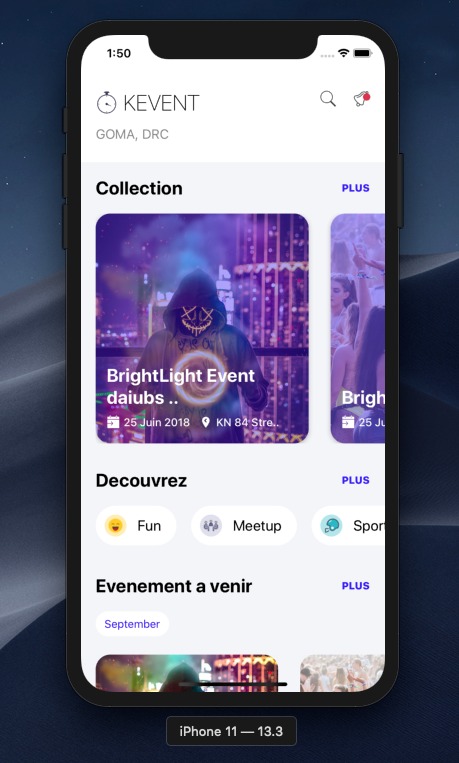 1:50
KEVENT
GOMA, DRC
Collection
PLUS
BrightLight Event
daiubs ..
25 Juin 2018
KN 84 Stre..
Brigh
25 Ju
Decouvrez
PLUS
Fun
Meetup
Sport
Evenement a venir
PLUS
September
iPhone 11 — 13.3